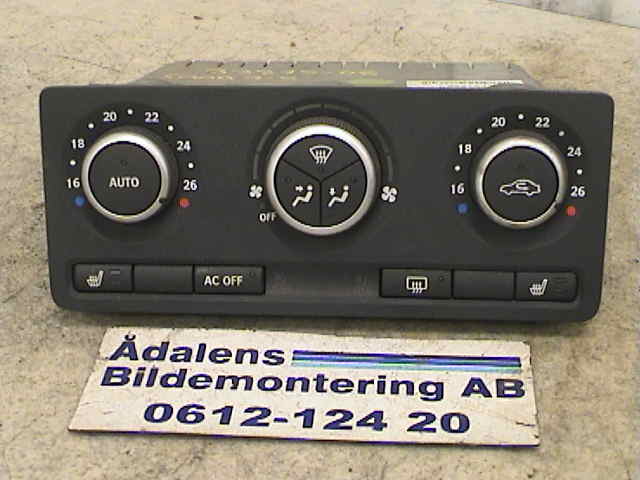 20 22
18 24
16 AUTO 26
OFF
20 22
18 24
16 26
AC OFF
Ådalens
Bildemontering AB
0612-124 20